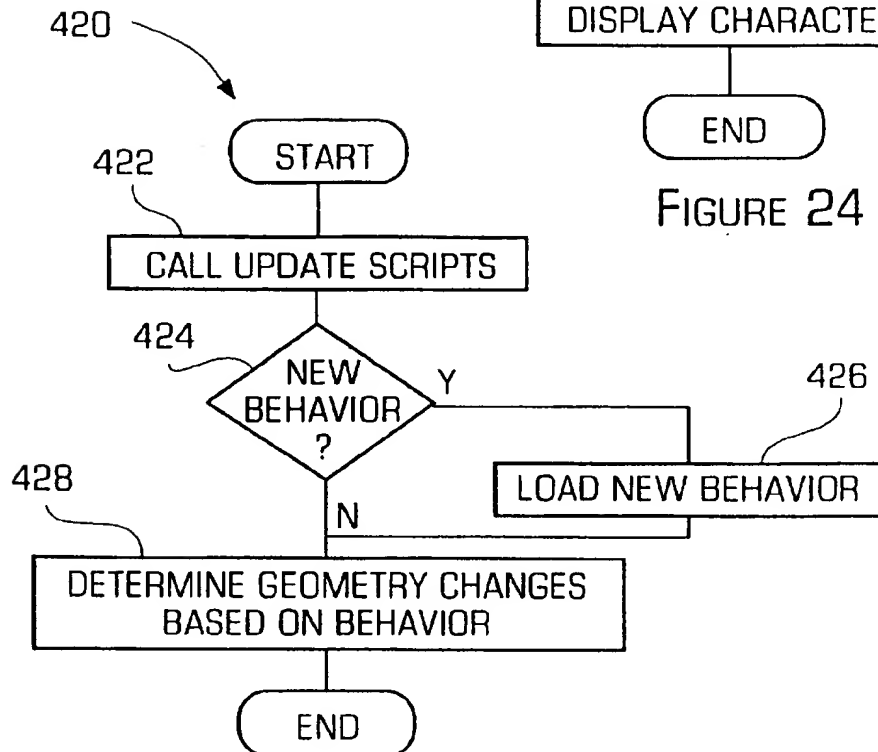 420
DISPLAY CHARACTE
END
FIGURE 24
START
422
CALL UPDATE SCRIPTS
424
NEW
BEHAVIOR
?
Y
426
LOAD NEW BEHAVIOR
N
428
DETERMINE GEOMETRY CHANGES
BASED ON BEHAVIOR
END